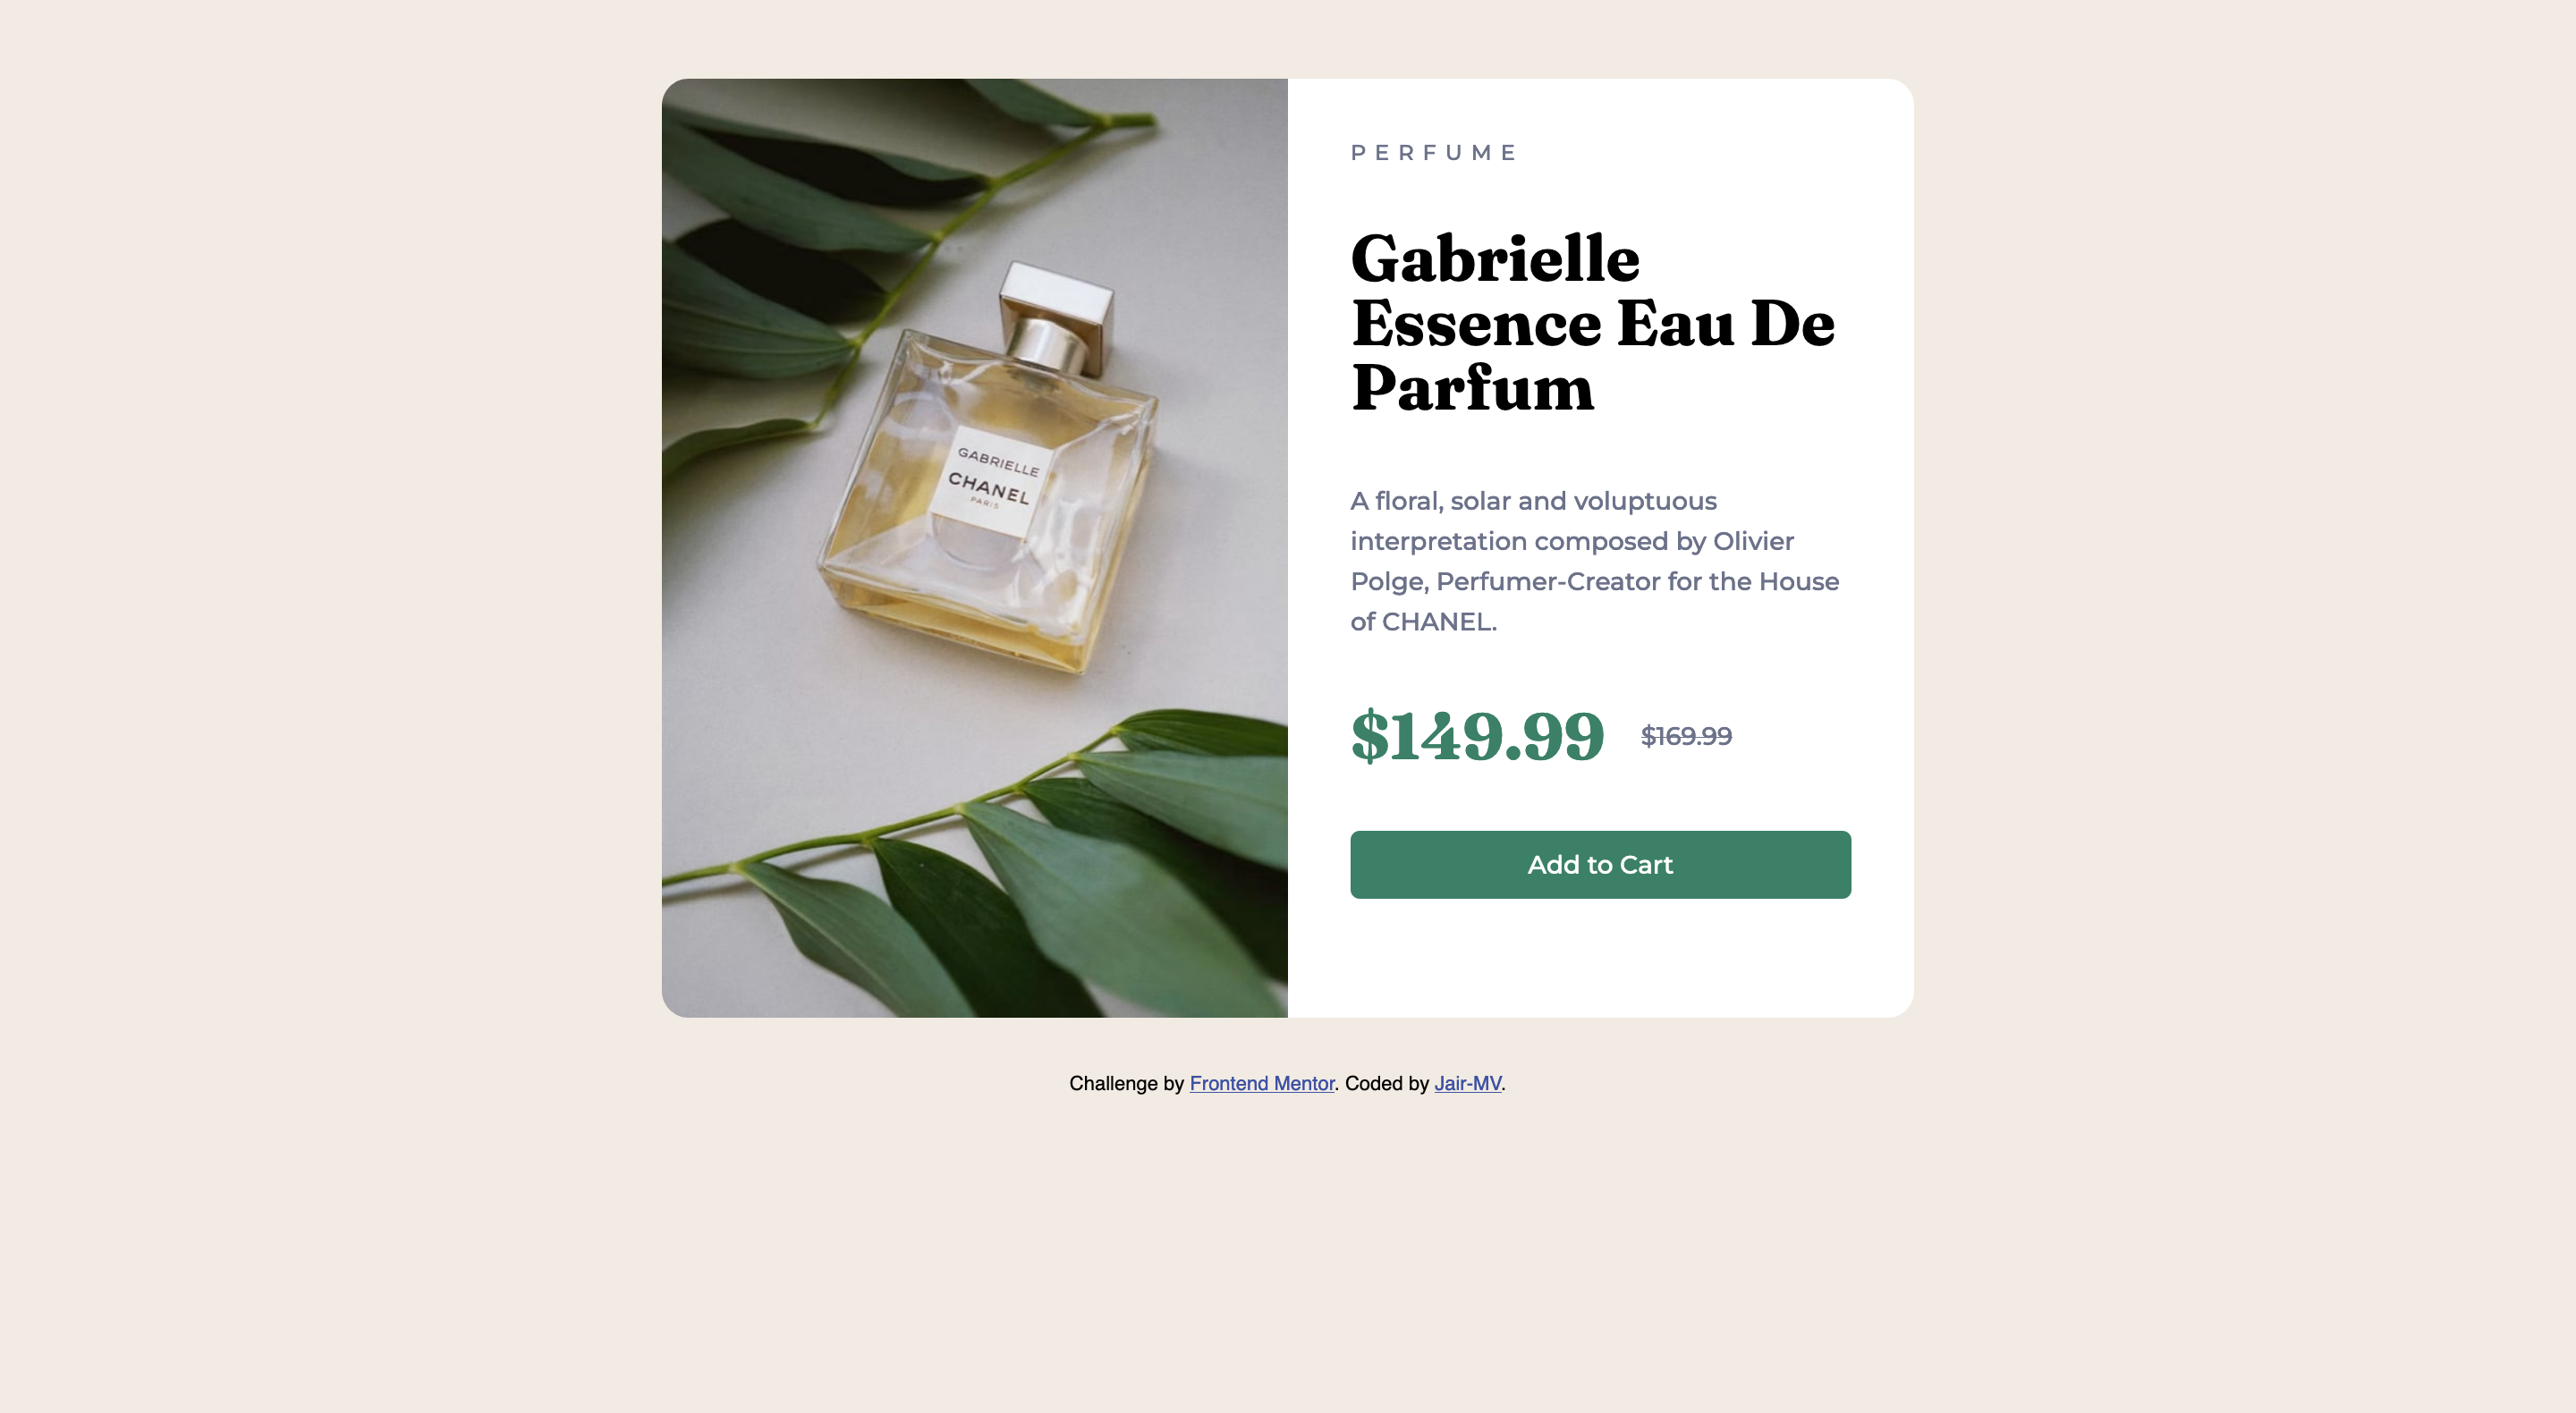 GABRIELLE
CHANEL
PARIS
PERFUME
Gabrielle
Essence Eau De
Parfum
A floral, solar and voluptuous
interpretation composed by Olivier
Polge, Perfumer-Creator for the House
of CHANEL.
$149.99 $169.99
Add to Cart
Challenge by Frontend Mentor. Coded by Jair-MV.